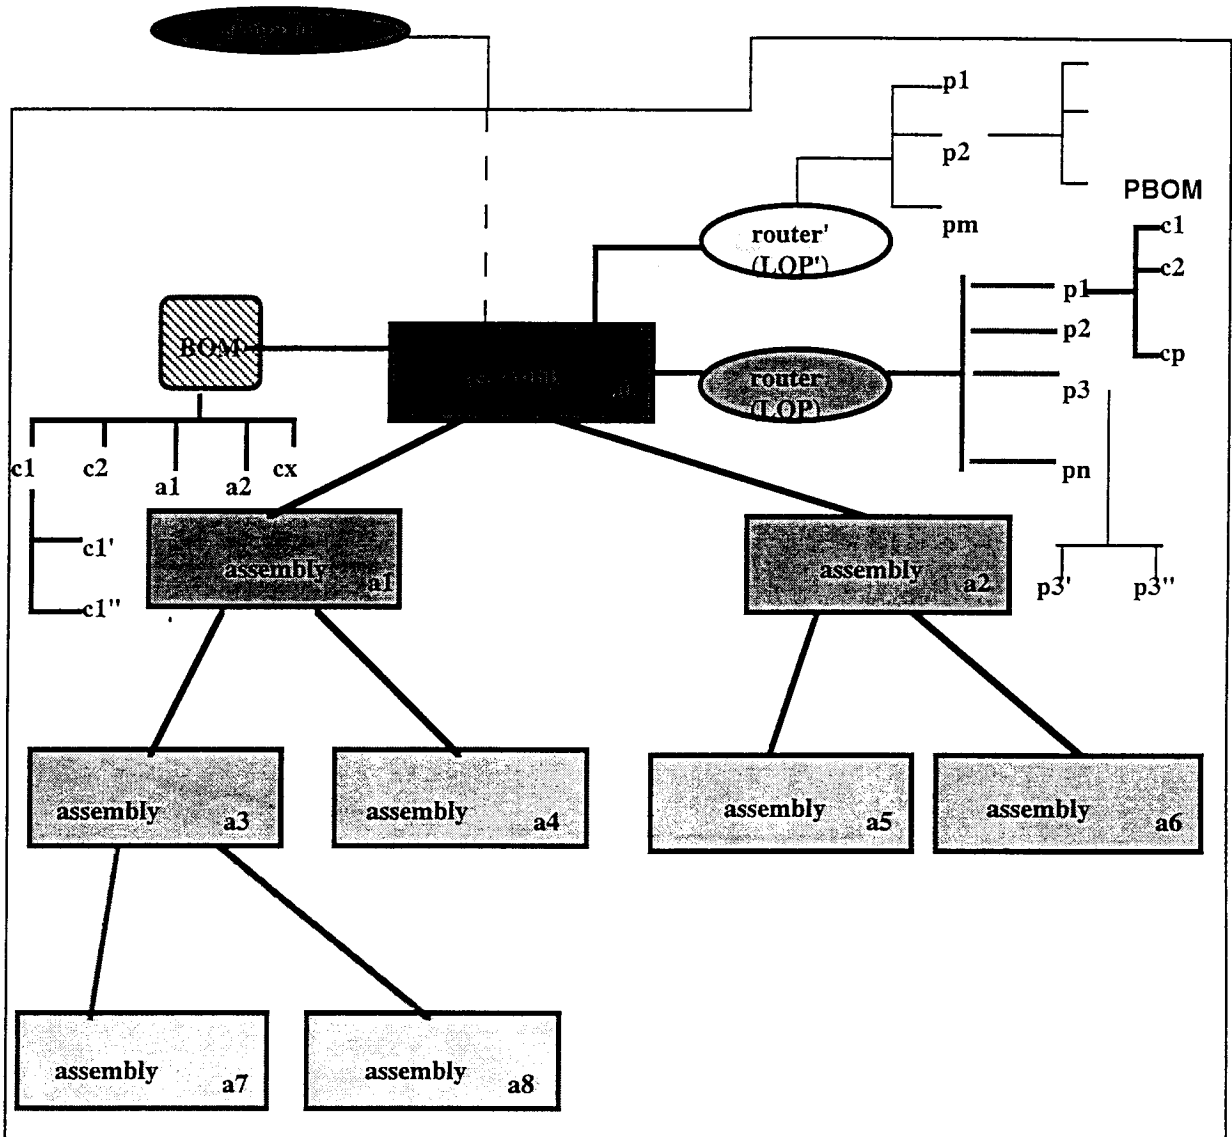 p1
p2
PBOM
pm
c1
router'
(LOP')
c2
p1
BOM
p2
cp
router
(LOP)
p3
c1
c2
a1
a2
cx
pn
c1'
assembly
a1
assembly
a2
p3'
p3''
c1''
assembly
a3
assembly
a4
assembly
a5
assembly
a6
assembly
a7
assembly
a8